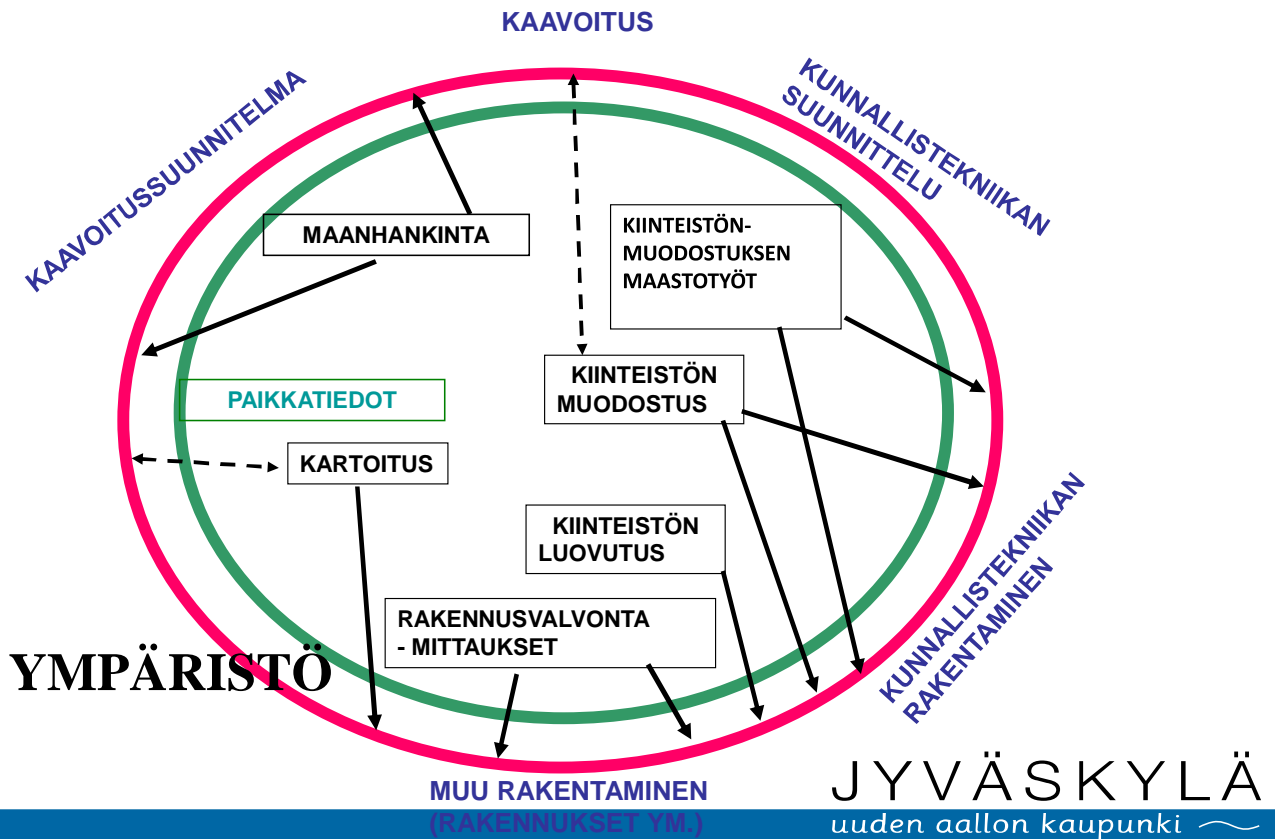 KAAVOITUS
KAAVOITUSSUUNNITELMA
KUNNALLISTEKNIIKAN
SUUNNITTELU
MAANHANKINTA
KIINTEISTÖN-
MUODOSTUKSEN
MAASTOTYÖT
PAIKKATIEDOT
KIINTEISTÖN
MUODOSTUS
KARTOITUS
KIINTEISTÖN
LUOVUTUS
KUNNALLISTEKNIIKAN
RAKENTAMINEN
RAKENNUSVALVONTA
- MITTAUKSET
YMPÄRISTÖ
MUU RAKENTAMINEN
(RAKENNUKSET YM.)
JYVÄSKYLÄ
uuden aallon kaupunki